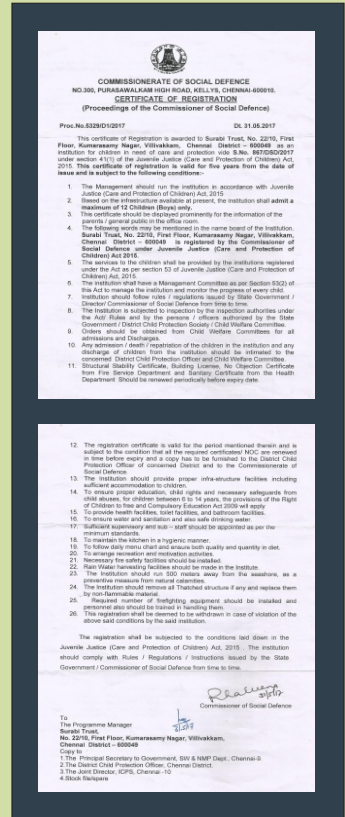 COMMISSIONERATE OF SOCIAL DEFENCE
NO.300, PURASAWALKAM HIGH ROAD, KELLYS, CHENNAI-600010.
CERTIFICATE OF REGISTRATION
(Proceedings of the Commissioner of Social Defence)
Proc.No.5329/D1/2017 Dt. 31.05.2017
This certificate of Registration is awarded to Surabi Trust, No. 22/10, First
Floor, Kumarasamy Nagar, Villivakkam, Chennai District – 600049 as an
institution for children in need of care and protection vide S.No. 867/DSD/2017
under section 41(1) of the Juvenile Justice (Care and Protection of Children) Act,
2015. This certificate of registration is valid for five years from the date of
issue and is subject to the following conditions:-
1. The Management should run the institution in accordance with Juvenile
Justice (Care and Protection of Children) Act, 2015
2. Based on the infrastructure available at present, the institution shall admit a
maximum of 12 Children (Boys) only.
3. This certificate should be displayed prominently for the information of the
parents / general public in the office room.
4. The following words may be mentioned in the name board of the Institution.
Surabi Trust, No. 22/10, First Floor, Kumarasamy Nagar, Villivakkam,
Chennai District – 600049 is registered by the Commissioner of
Social Defence under Juvenile Justice (Care and Protection of
Children) Act 2015.
5. The services to the children shall be provided by the institutions registered
under the Act as per section 53 of Juvenile Justice (Care and Protection of
Children) Act, 2015.
6. The institution shall have a Management Committee as per Section 53(2) of
this Act to manage the institution and monitor the progress of every child.
7. Institution should follow rules / regulations issued by State Government /
Director/ Commissioner of Social Defence from time to time.
8. The Institution is subjected to inspection by the inspection authorities under
the Act/ Rules and by the persons / officers authorized by the State
Government / District Child Protection Society / Child Welfare Committee.
9. Orders should be obtained from Child Welfare Committees for all
admissions and Discharges.
10. Any admission / death / repatriation of the children in the institution and any
discharge of children from the institution should be intimated to the
concerned District Child Protection Officer and Child Welfare Committee.
11. Structural Stability Certificate, Building License, No Objection Certificate
from Fire Service Department and Sanitary Certificate from the Health
Department Should be renewed periodically before expiry date.
12. The registration certificate is valid for the period mentioned therein and is
subject to the condition that all the required certificates/ NOC are renewed
in time before expiry and a copy has to be furnished to the District Child
Protection Officer of concerned District and to the Commissionerate of
Social Defence.
13. The Institution should provide proper infra-structure facilities including
sufficient accommodation to children.
14. To ensure proper education, child rights and necessary safeguards from
child abuses, for children between 6 to 14 years, the provisions of the Right
of Children to free and Compulsory Education Act 2009 will apply
15. To provide health facilities, toilet facilities, and bathroom facilities.
16. To ensure water and sanitation and also safe drinking water.
17. Sufficient supervisory and sub – staff should be appointed as per the
minimum standards.
18. To maintain the kitchen in a hygienic manner.
19. To follow daily menu chart and ensure both quality and quantity in diet.
20. To arrange recreation and motivation activities.
21. Necessary fire safety facilities should be installed.
22. Rain Water harvesting facilities should be made in the Institute.
23. The Institution should run 500 meters away from the seashore, as a
preventive measure from natural calamities.
24. The Institution should remove all Thatched structure if any and replace them
by non-flammable material.
25. Required number of firefighting equipment should be installed and
personnel also should be trained in handling them.
26. This registration shall be deemed to be withdrawn in case of violation of the
above said conditions by the said institution.
The registration shall be subjected to the conditions laid down in the
Juvenile Justice (Care and Protection of Children) Act, 2015 . The institution
should comply with Rules / Regulations / Instructions issued by the State
Government / Commissioner of Social Defence from time to time.
Commissioner of Social Defence
To
The Programme Manager
Surabi Trust,
No. 22/10, First Floor, Kumarasamy Nagar, Villivakkam,
Chennai District – 600049
Copy to
1.The Principal Secretary to Government, SW & NMP Dept., Chennai-9
2.The District Child Protection Officer, Chennai District.
3.The Joint Director, ICPS, Chennai -10
4.Stock file/spare